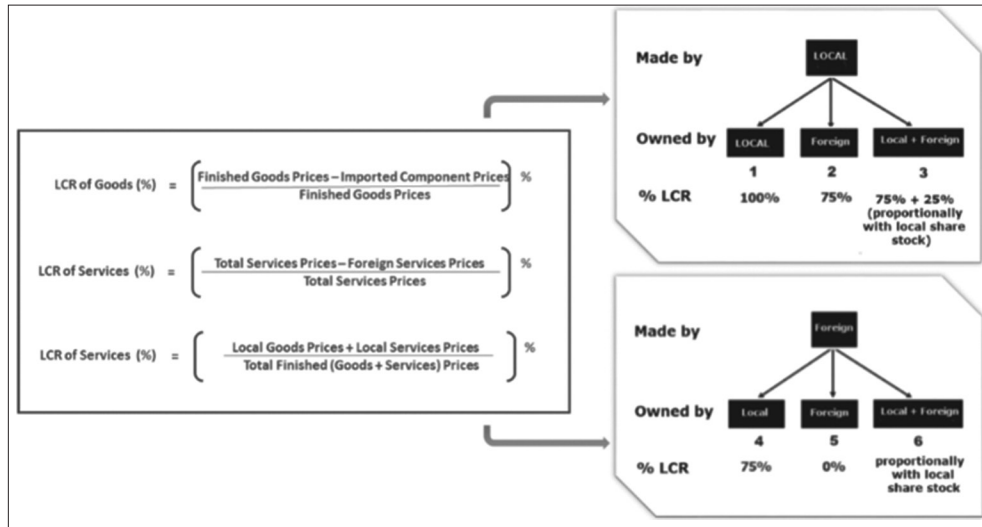 LCR of Goods (%) = ( Finished Goods Prices – Imported Component Prices ) %
Finished Goods Prices
LCR of Services (%) = ( Total Services Prices – Foreign Services Prices ) %
Total Services Prices
LCR of Services (%) = ( Local Goods Prices + Local Services Prices ) %
Total Finished (Goods + Services) Prices
Made by
LOCAL
Owned by
LOCAL
Foreign
Local + Foreign
1
2
3
% LCR
100%
75%
75% + 25%
(proportionally
with local share
stock)
Made by
Foreign
Owned by
Local
Foreign
Local + Foreign
4
5
6
% LCR
75%
0%
proportionally
with local
share stock